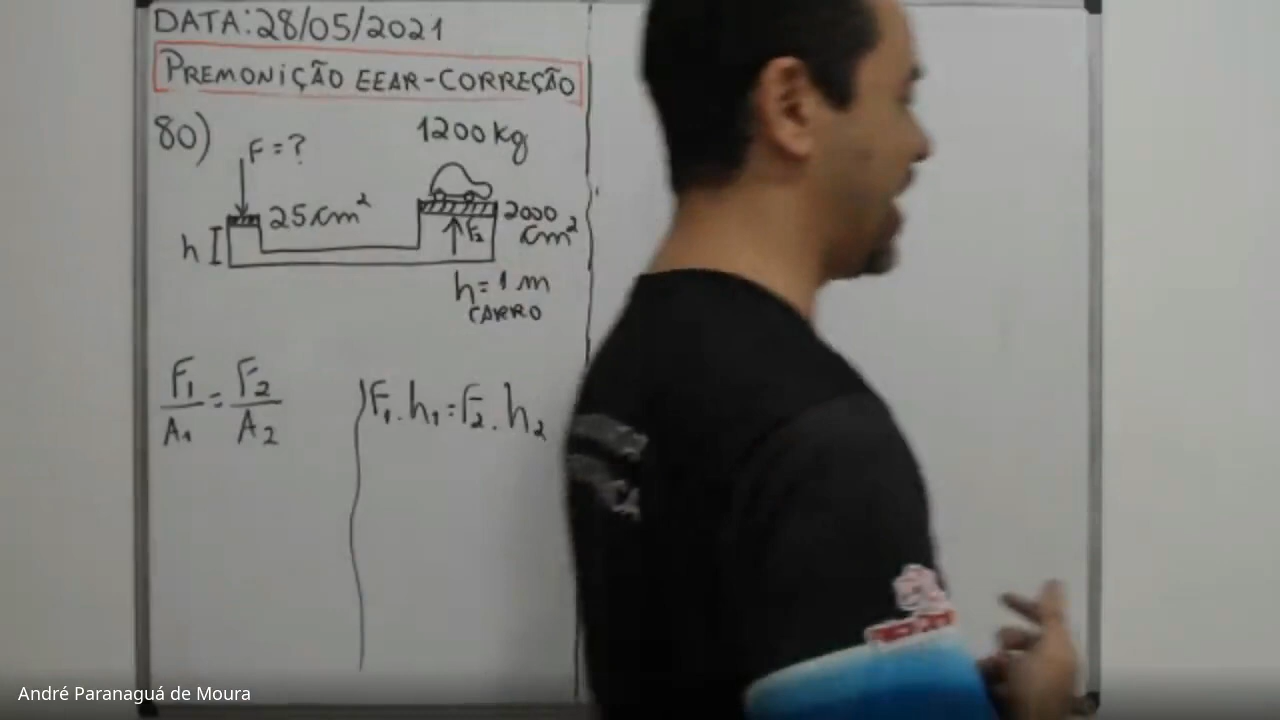 DATA: 28/05/2021
PREMONIÇÃO EEAR-CORREÇÃO
80)
F = ?
1200 kg
25 cm²
2000 cm²
h
F₂
h = 1 m
CARRO
F₁/A₁ = F₂/A₂
F₁ . h₁ = F₂ . h₂
André Paranaguá de Moura